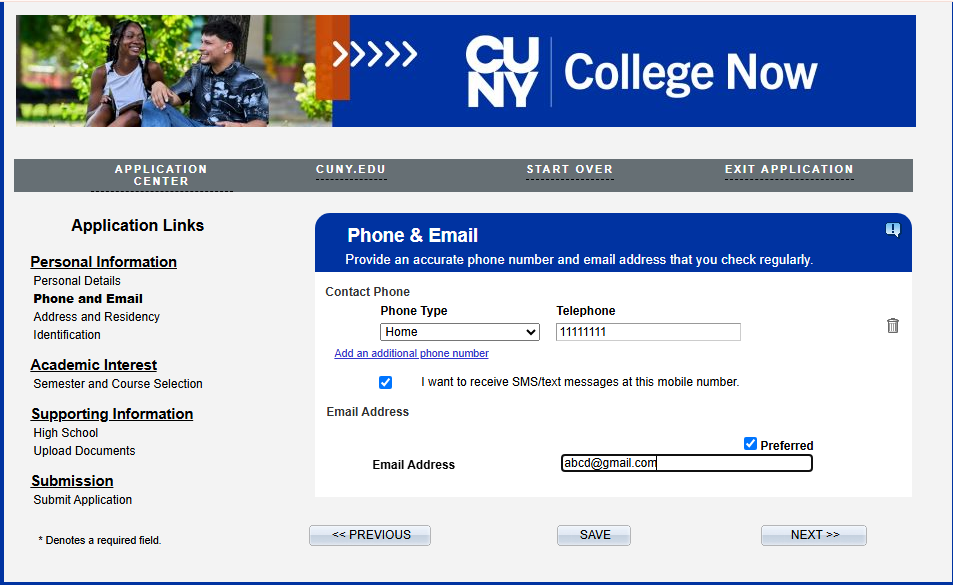 CU
NY
College Now
APPLICATION
CENTER
CUNY.EDU
START OVER
EXIT APPLICATION
Application Links
Personal Information
Personal Details
Phone and Email
Address and Residency
Identification
Academic Interest
Semester and Course Selection
Supporting Information
High School
Upload Documents
Submission
Submit Application
* Denotes a required field.
Phone & Email
Provide an accurate phone number and email address that you check regularly.
Contact Phone
Phone Type
Telephone
Home
11111111
Add an additional phone number
I want to receive SMS/text messages at this mobile number.
Email Address
Preferred
Email Address
abcd@gmail.com
<< PREVIOUS
SAVE
NEXT >>